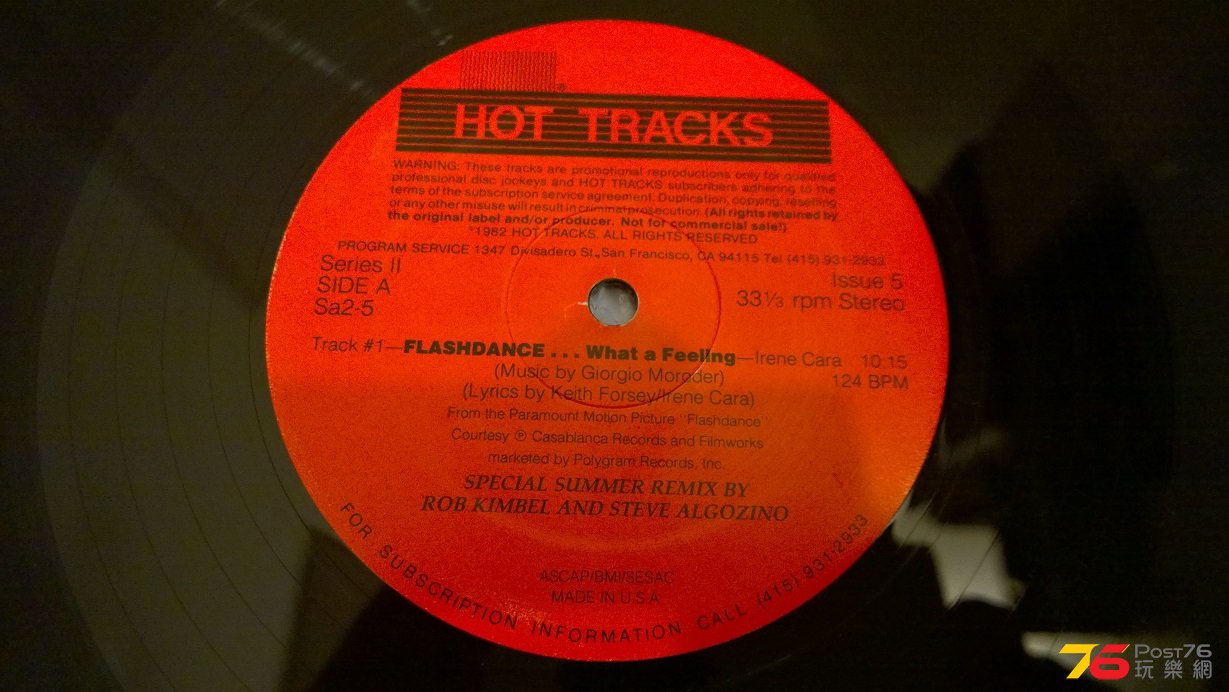 HOT TRACKS
WARNING: These tracks are promotional reproductions only for qualified
professional disc jockeys and HOT TRACKS subscribers adhering to the
terms of the subscription service agreement. Duplication, copying, reselling
or any other misuse will result in criminal prosecution. (All rights retained by
the original label and/or producer. Not for commercial sale!)
©1982 HOT TRACKS. ALL RIGHTS RESERVED
PROGRAM SERVICE 1347 Divisadero St., San Francisco, CA 94115 Tel (415) 931-2933
Series II
SIDE A
Sa2-5
Issue 5
33⅓ rpm Stereo
Track #1—FLASHDANCE . . . What a Feeling—Irene Cara 10:15
124 BPM
(Music by Giorgio Moroder)
(Lyrics by Keith Forsey/Irene Cara)
From the Paramount Motion Picture "Flashdance"
Courtesy ℗ Casablanca Records and Filmworks
marketed by Polygram Records, Inc.
SPECIAL SUMMER REMIX BY
ROB KIMBEL AND STEVE ALGOZINO
ASCAP/BMI/SESAC
MADE IN U.S.A
FOR SUBSCRIPTION INFORMATION CALL (415) 931-2933
76 Post76
玩樂網